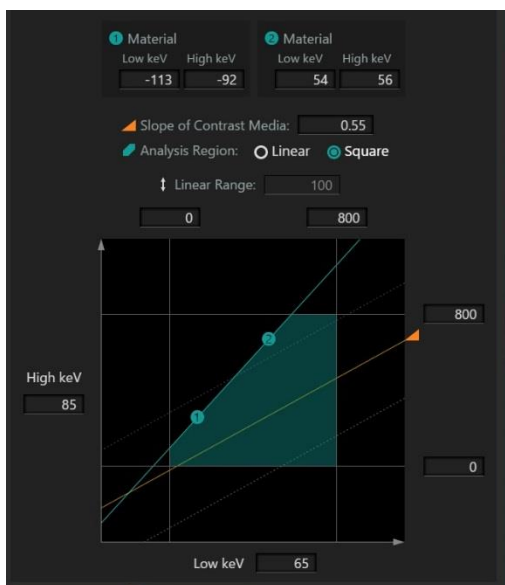 1 Material 2 Material
Low keV High keV Low keV High keV
-113 -92 54 56
Slope of Contrast Media: 0.55
Analysis Region: Linear Square
Linear Range: 100
0 800
800
2
High keV
85
1
0
Low keV 65